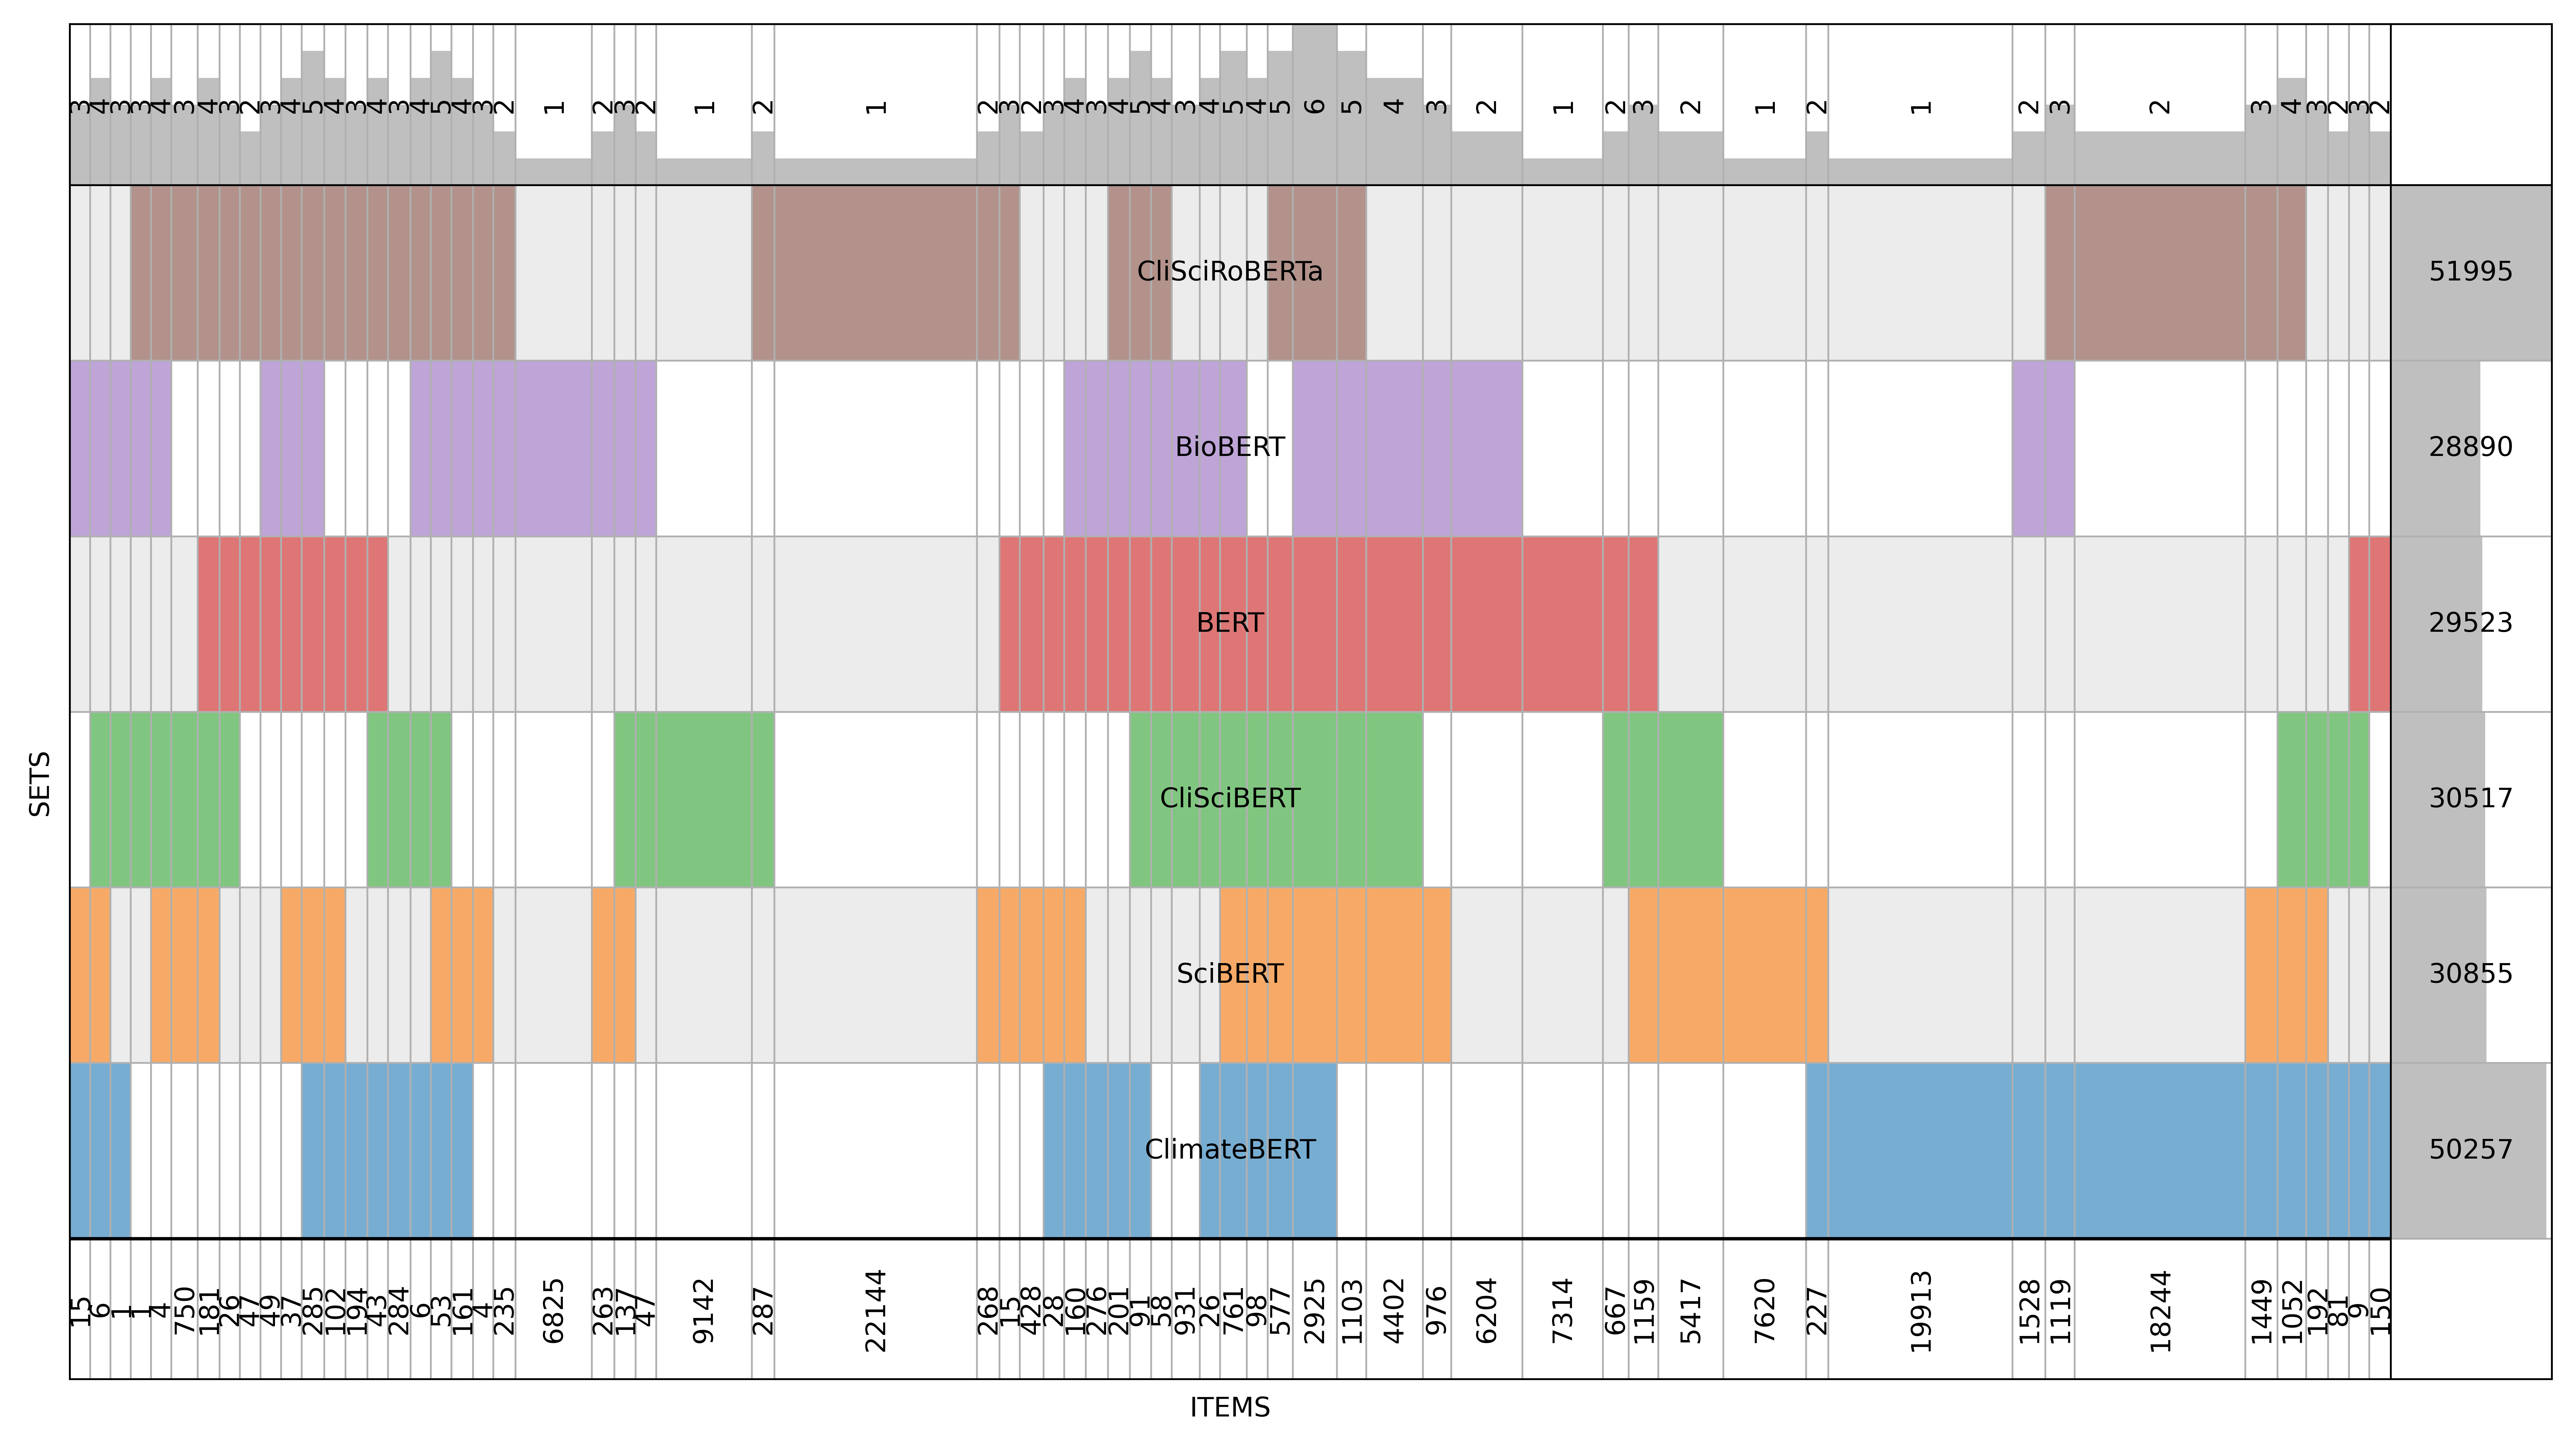 3 4 3 3 4 3 4 3 2 3 4 5 4 3 4 3 4 5 4 3 2 1 2 3 2 1 2 1 2 3 2 3 4 3 4 5 4 3 4 5 4 5 6 5 4 3 2 1 2 3 2 1 2 1 2 3 2 3 4 3 2 3 2
CliSciRoBERTa 51995
BioBERT 28890
BERT 29523
CliSciBERT 30517
SciBERT 30855
ClimateBERT 50257
SETS
15 6 1 1 4 750 181 26 47 49 37 285 102 194 43 284 6 53 161 4 235 6825 263 137 47 9142 287 22144 268 15 428 28 160 276 201 91 58 931 26 761 98 577 2925 1103 4402 976 6204 7314 667 1159 5417 7620 227 19913 1528 1119 18244 1449 1052 192 81 9 150
ITEMS